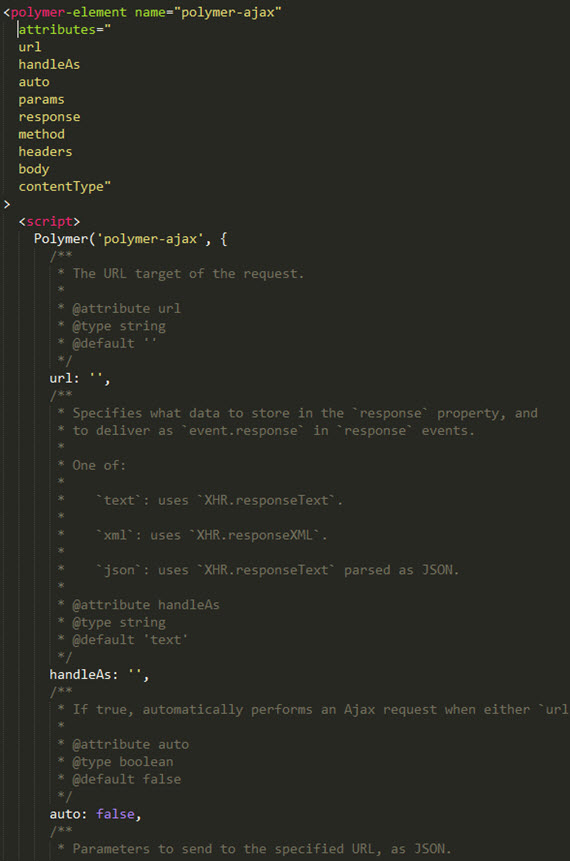 <polymer-element name="polymer-ajax"
attributes="
url
handleAs
auto
params
response
method
headers
body
contentType"
>
<script>
Polymer('polymer-ajax', {
/**
* The URL target of the request.
*
* @attribute url
* @type string
* @default ''
*/
url: '',
/**
* Specifies what data to store in the `response` property, and
* to deliver as `event.response` in `response` events.
*
* One of:
*
* `text`: uses `XHR.responseText`.
*
* `xml`: uses `XHR.responseXML`.
*
* `json`: uses `XHR.responseText` parsed as JSON.
*
* @attribute handleAs
* @type string
* @default 'text'
*/
handleAs: '',
/**
* If true, automatically performs an Ajax request when either `url
*
* @attribute auto
* @type boolean
* @default false
*/
auto: false,
/**
* Parameters to send to the specified URL, as JSON.